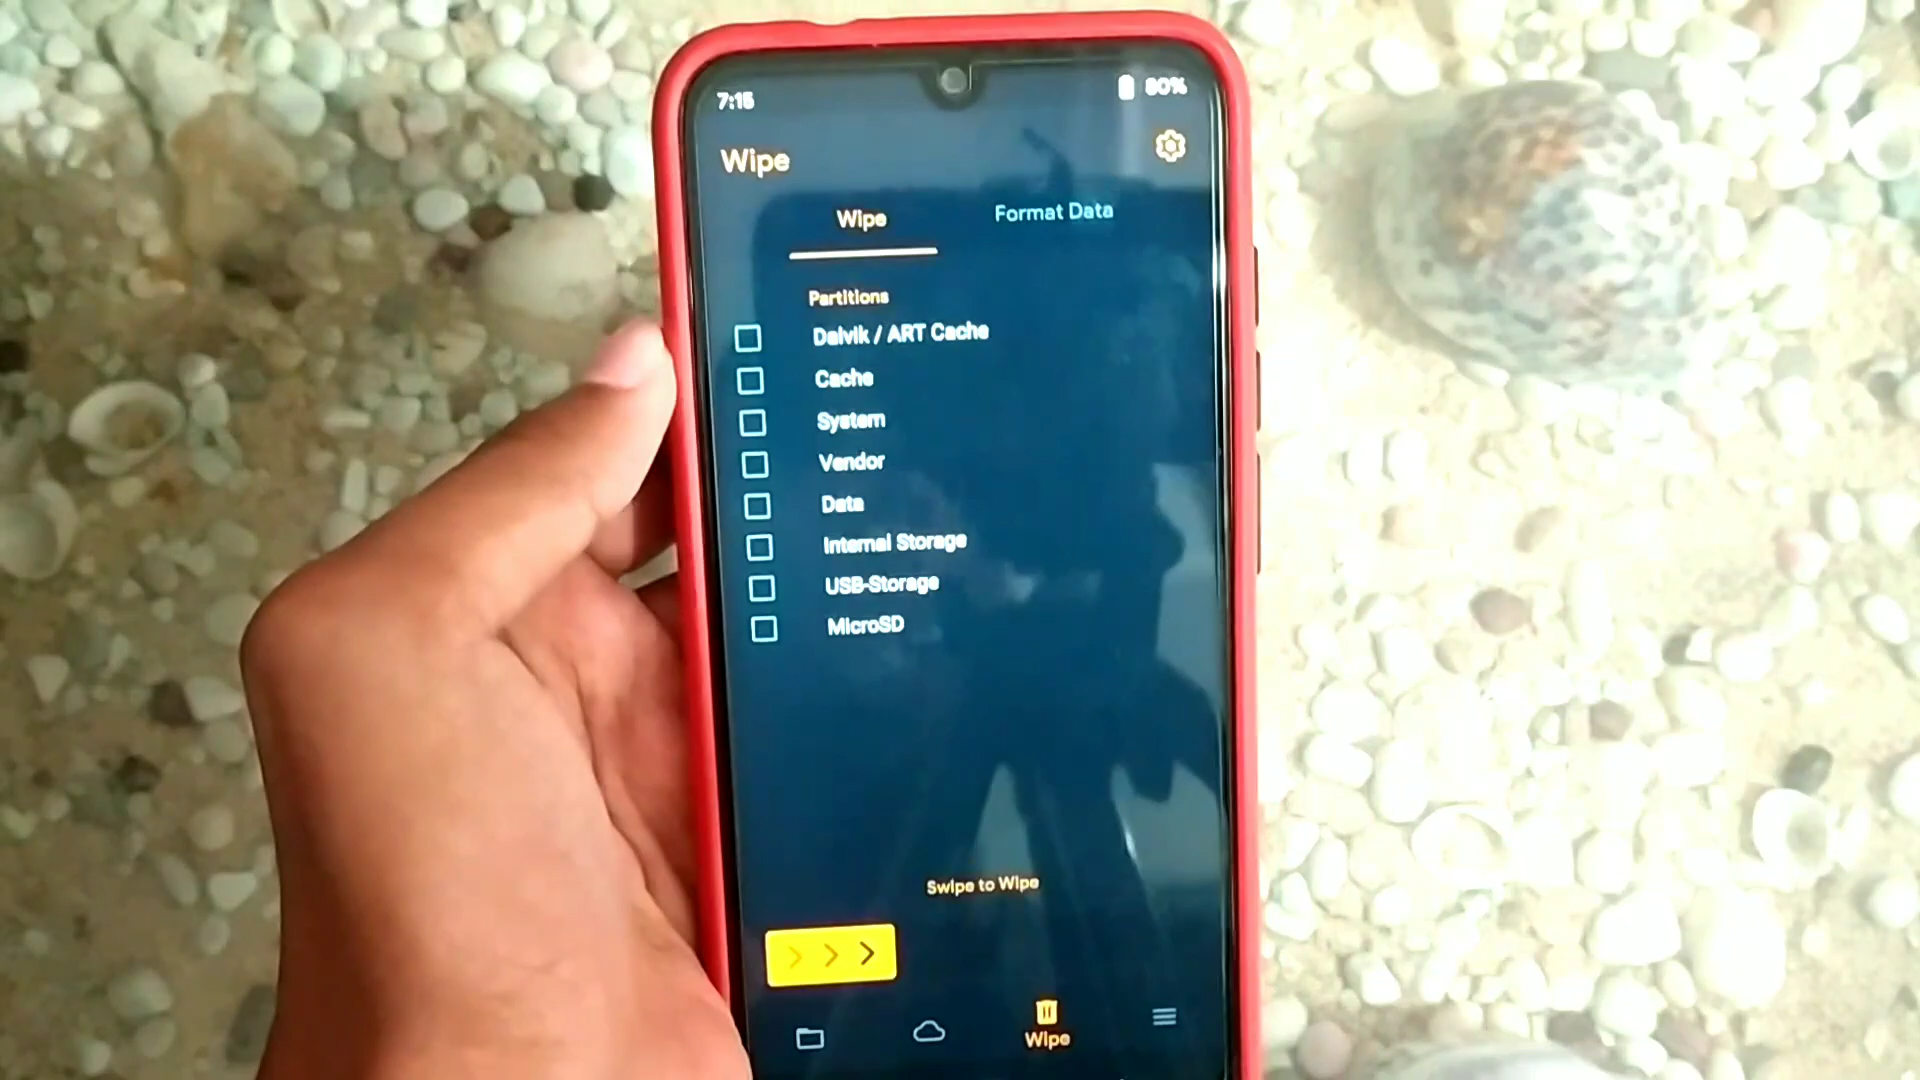 7:15
80%
Wipe
Wipe
Format Data
Partitions
Dalvik / ART Cache
Cache
System
Vendor
Data
Internal Storage
USB-Storage
MicroSD
Swipe to Wipe
Wipe